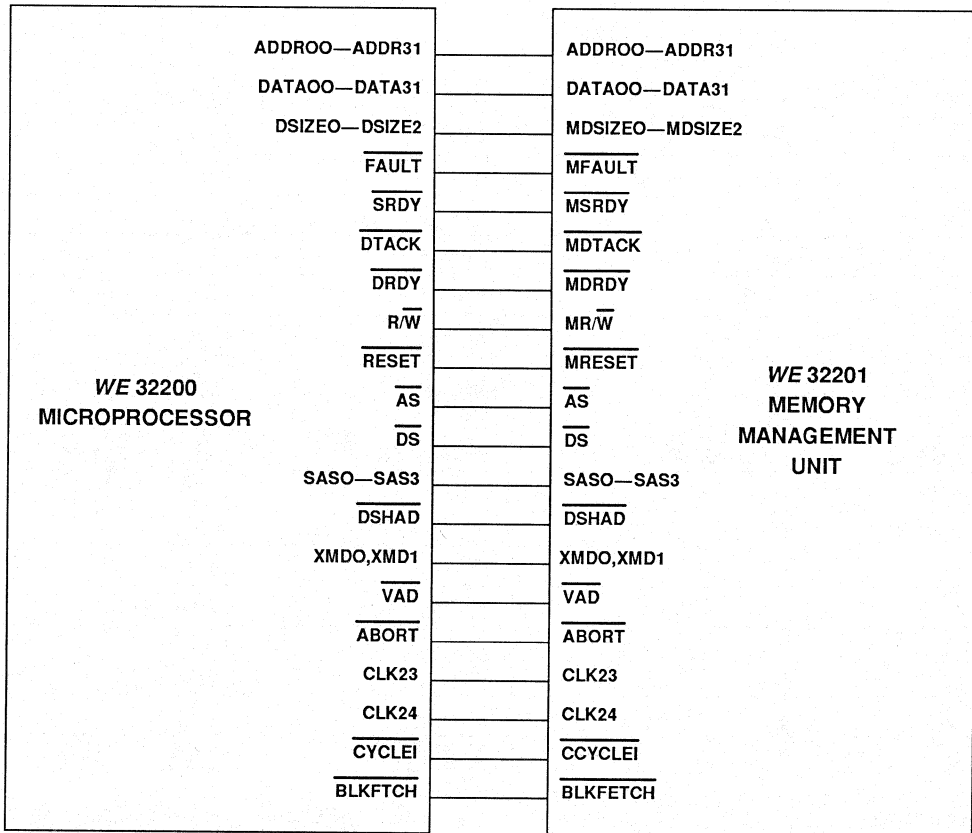 ADDROO—ADDR31 ADDROO—ADDR31
DATAOO—DATA31 DATAOO—DATA31
DSIZEO—DSIZE2 MDSIZEO—MDSIZE2
FAULT MFAULT
SRDY MSRDY
DTACK MDTACK
DRDY MDRDY
R/W MR/W
RESET MRESET
AS AS
DS DS
SASO—SAS3 SASO—SAS3
DSHAD DSHAD
XMDO,XMD1 XMDO,XMD1
VAD VAD
ABORT ABORT
CLK23 CLK23
CLK24 CLK24
CYCLEI CCYCLEI
BLKFTCH BLKFETCH
WE 32200
MICROPROCESSOR
WE 32201
MEMORY
MANAGEMENT
UNIT